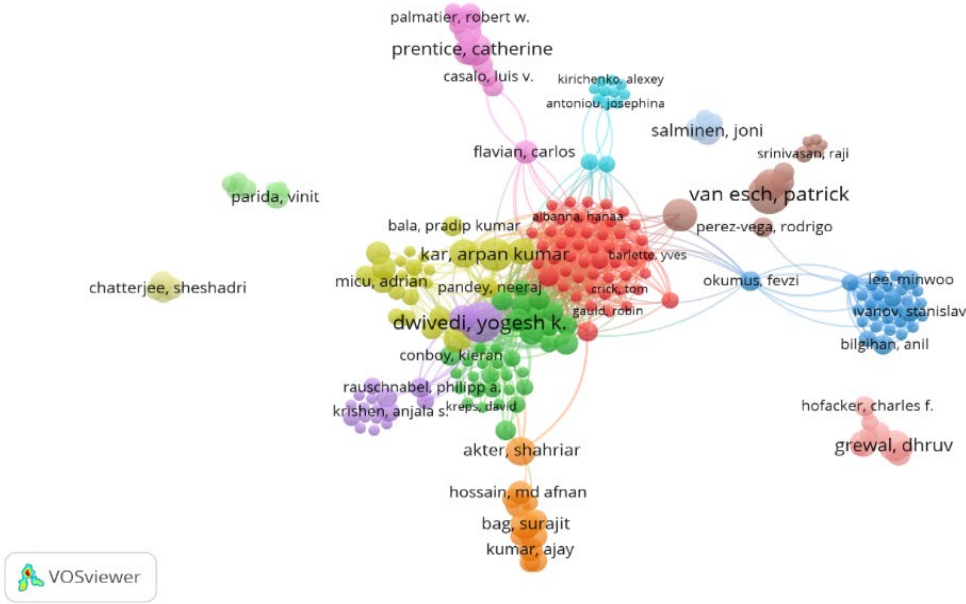 palmatier, robert w.
prentice, catherine
casalo, luis v.
kirichenko, alexey
antoniou, josephina
salminen, joni
flavian, carlos
srinivasan, raji
parida, vinit
van esch, patrick
albanna, hanaa
bala, pradip kumar
perez-vega, rodrigo
kar, arpan kumar
barlette, yves
micu, adrian
pandey, neeraj
crick, tom
okumus, fevzi
lee, minwoo
chatterjee, sheshadri
gauld, robin
ivanov, stanislav
dwivedi, yogesh k.
bilgihan, anil
conboy, kieran
rauschnabel, philipp a.
krishen, anjala s.
kreps, david
hofacker, charles f.
grewal, dhruv
akter, shahriar
hossain, md afnan
bag, surajit
kumar, ajay
VOSviewer